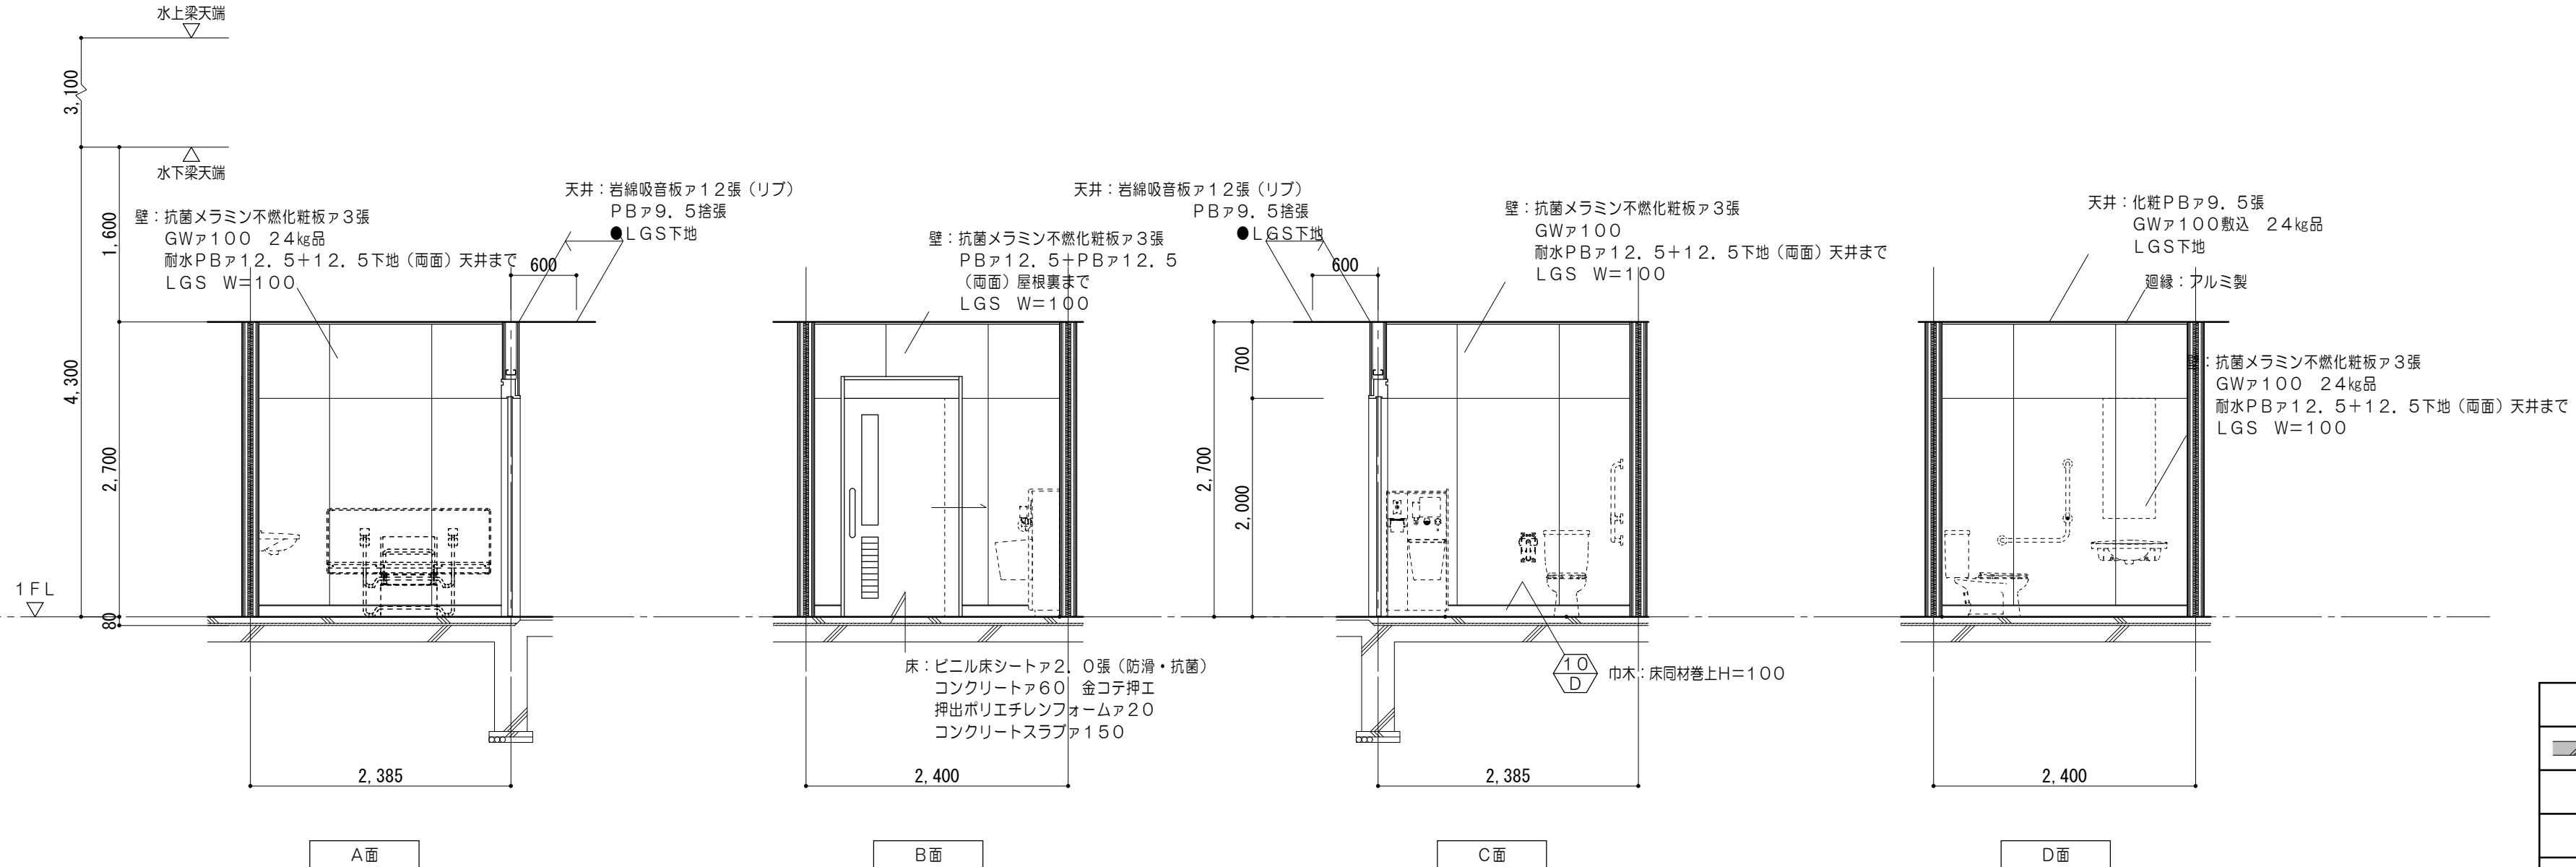 水上梁天端
3,100
水下梁天端
1,600
4,300
2,700
80
1FL
壁：抗菌メラミン不燃化粧板ァ3張
GWァ100　24㎏品
耐水PBァ12．5＋12．5下地（両面）天井まで
LGS　W＝100
天井：岩綿吸音板ァ12張（リブ）
PBァ9．5捨張
●LGS下地
600
2,385
A面
壁：抗菌メラミン不燃化粧板ァ3張
PBァ12．5＋PBァ12．5
（両面）屋根裏まで
LGS　W＝100
床：ビニル床シートァ2．0張（防滑・抗菌）
コンクリートァ60　金コテ押エ
押出ポリエチレンフォームァ20
コンクリートスラブァ150
2,400
B面
天井：岩綿吸音板ァ12張（リブ）
PBァ9．5捨張
●LGS下地
600
壁：抗菌メラミン不燃化粧板ァ3張
GWァ100
耐水PBァ12．5＋12．5下地（両面）天井まで
LGS　W＝100
700
2,700
2,000
10
D
巾木：床同材巻上H＝100
2,385
C面
天井：化粧PBァ9．5張
GWァ100敷込　24㎏品
LGS下地
廻縁：アルミ製
壁：抗菌メラミン不燃化粧板ァ3張
GWァ100　24㎏品
耐水PBァ12．5＋12．5下地（両面）天井まで
LGS　W＝100
2,400
D面